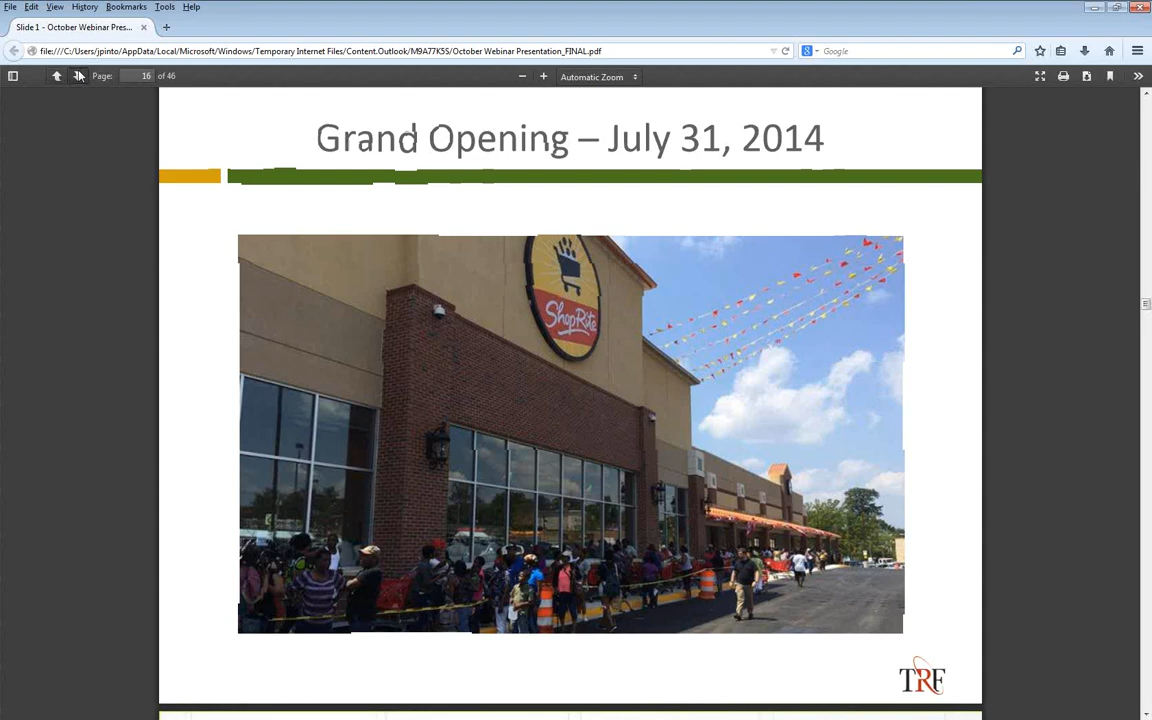 File Edit View History Bookmarks Tools Help
Slide 1 - October Webinar Pres...
file:///C:/Users/jpinto/AppData/Local/Microsoft/Windows/Temporary Internet Files/Content.Outlook/M9A77K5S/October Webinar Presentation_FINAL.pdf
Google
Page: 16 of 46
Automatic Zoom
Grand Opening – July 31, 2014
ShopRite
TRF